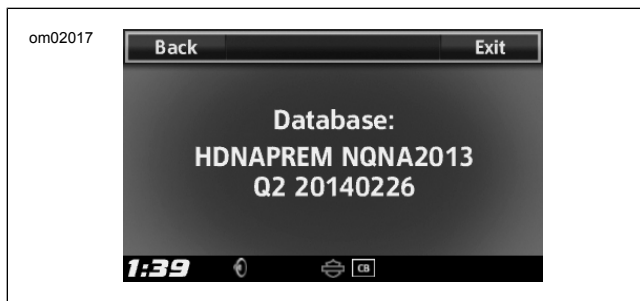 om02017
Back Exit
Database:
HDNAPREM NQNA2013
Q2 20140226
1:39 CB